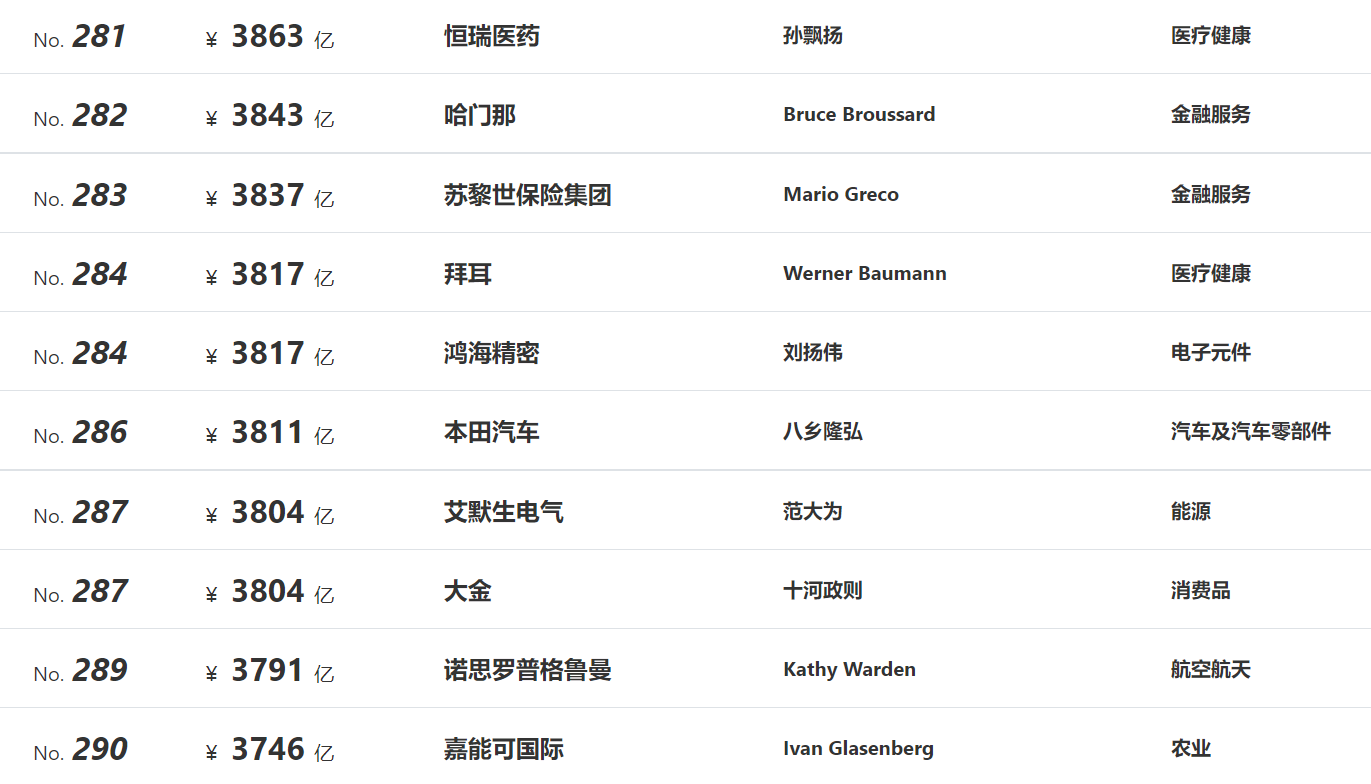 No. 281 ¥ 3863 亿 恒瑞医药 孙飘扬 医疗健康
No. 282 ¥ 3843 亿 哈门那 Bruce Broussard 金融服务
No. 283 ¥ 3837 亿 苏黎世保险集团 Mario Greco 金融服务
No. 284 ¥ 3817 亿 拜耳 Werner Baumann 医疗健康
No. 284 ¥ 3817 亿 鸿海精密 刘扬伟 电子元件
No. 286 ¥ 3811 亿 本田汽车 八乡隆弘 汽车及汽车零部件
No. 287 ¥ 3804 亿 艾默生电气 范大为 能源
No. 287 ¥ 3804 亿 大金 十河政则 消费品
No. 289 ¥ 3791 亿 诺思罗普格鲁曼 Kathy Warden 航空航天
No. 290 ¥ 3746 亿 嘉能可国际 Ivan Glasenberg 农业